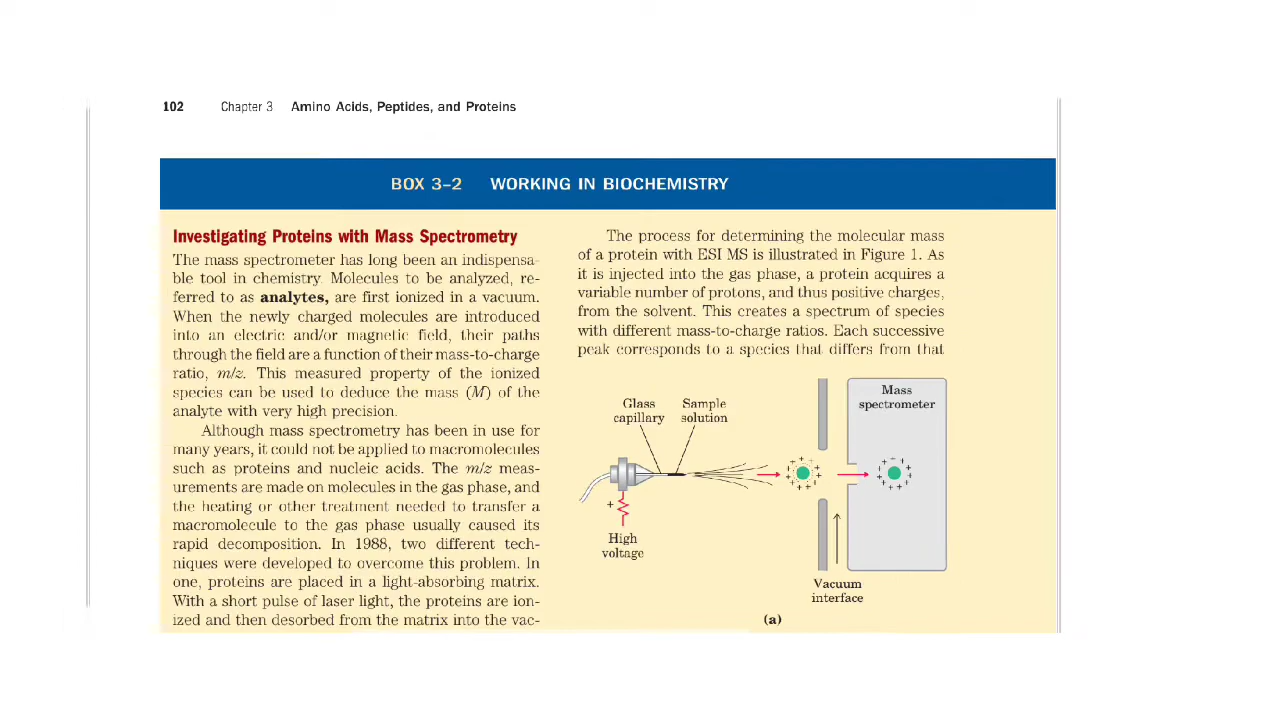 102 Chapter 3 Amino Acids, Peptides, and Proteins
BOX 3–2 WORKING IN BIOCHEMISTRY
Investigating Proteins with Mass Spectrometry
The mass spectrometer has long been an indispensa-
ble tool in chemistry. Molecules to be analyzed, re-
ferred to as analytes, are first ionized in a vacuum.
When the newly charged molecules are introduced
into an electric and/or magnetic field, their paths
through the field are a function of their mass-to-charge
ratio, m/z. This measured property of the ionized
species can be used to deduce the mass (M) of the
analyte with very high precision.
Although mass spectrometry has been in use for
many years, it could not be applied to macromolecules
such as proteins and nucleic acids. The m/z meas-
urements are made on molecules in the gas phase, and
the heating or other treatment needed to transfer a
macromolecule to the gas phase usually caused its
rapid decomposition. In 1988, two different tech-
niques were developed to overcome this problem. In
one, proteins are placed in a light-absorbing matrix.
With a short pulse of laser light, the proteins are ion-
ized and then desorbed from the matrix into the vac-
The process for determining the molecular mass
of a protein with ESI MS is illustrated in Figure 1. As
it is injected into the gas phase, a protein acquires a
variable number of protons, and thus positive charges,
from the solvent. This creates a spectrum of species
with different mass-to-charge ratios. Each successive
peak corresponds to a species that differs from that
Glass
capillary
Sample
solution
Mass
spectrometer
+
High
voltage
Vacuum
interface
(a)